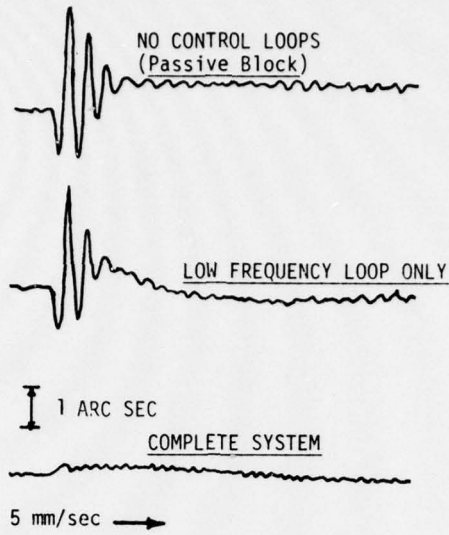 NO CONTROL LOOPS
(Passive Block)
LOW FREQUENCY LOOP ONLY
1 ARC SEC
COMPLETE SYSTEM
5 mm/sec